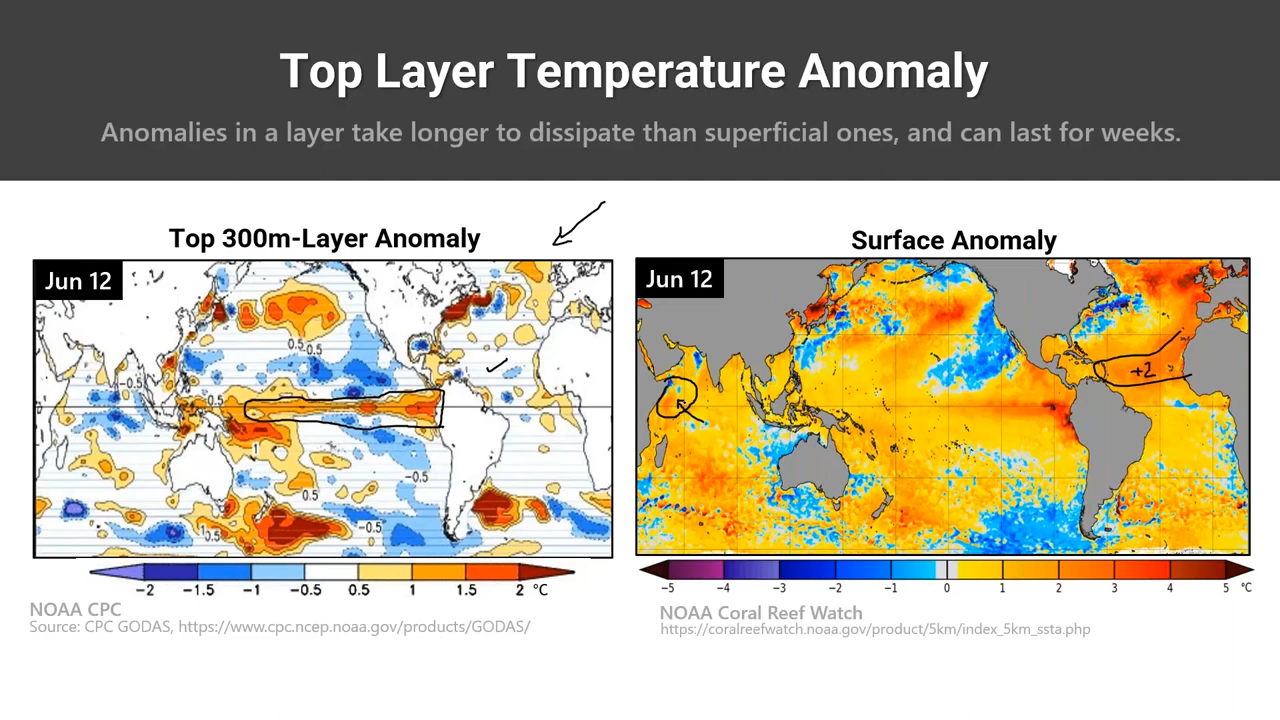 Top Layer Temperature Anomaly
Anomalies in a layer take longer to dissipate than superficial ones, and can last for weeks.
Top 300m-Layer Anomaly
Jun 12
0.5
0.5
-0.5
-0.5
1
-0.5
0.5
-0.5
0.5
-2 -1.5 -1 -0.5 0.5 1 1.5 2 °C
NOAA CPC
Source: CPC GODAS, https://www.cpc.ncep.noaa.gov/products/GODAS/
Surface Anomaly
Jun 12
+2
-5 -4 -3 -2 -1 0 1 2 3 4 5 °C
NOAA Coral Reef Watch
https://coralreefwatch.noaa.gov/product/5km/index_5km_ssta.php